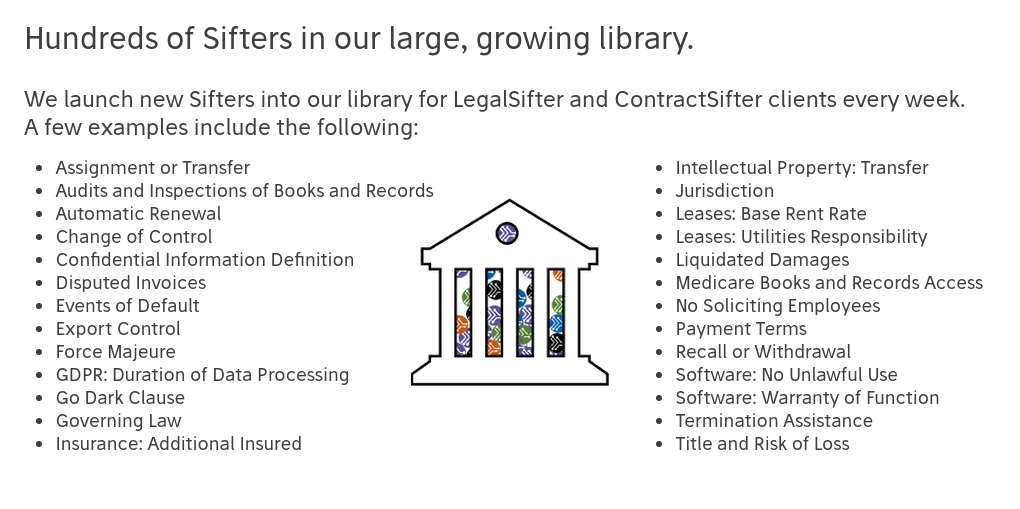 Hundreds of Sifters in our large, growing library.
We launch new Sifters into our library for LegalSifter and ContractSifter clients every week.
A few examples include the following:
• Assignment or Transfer
• Audits and Inspections of Books and Records
• Automatic Renewal
• Change of Control
• Confidential Information Definition
• Disputed Invoices
• Events of Default
• Export Control
• Force Majeure
• GDPR: Duration of Data Processing
• Go Dark Clause
• Governing Law
• Insurance: Additional Insured
• Intellectual Property: Transfer
• Jurisdiction
• Leases: Base Rent Rate
• Leases: Utilities Responsibility
• Liquidated Damages
• Medicare Books and Records Access
• No Soliciting Employees
• Payment Terms
• Recall or Withdrawal
• Software: No Unlawful Use
• Software: Warranty of Function
• Termination Assistance
• Title and Risk of Loss